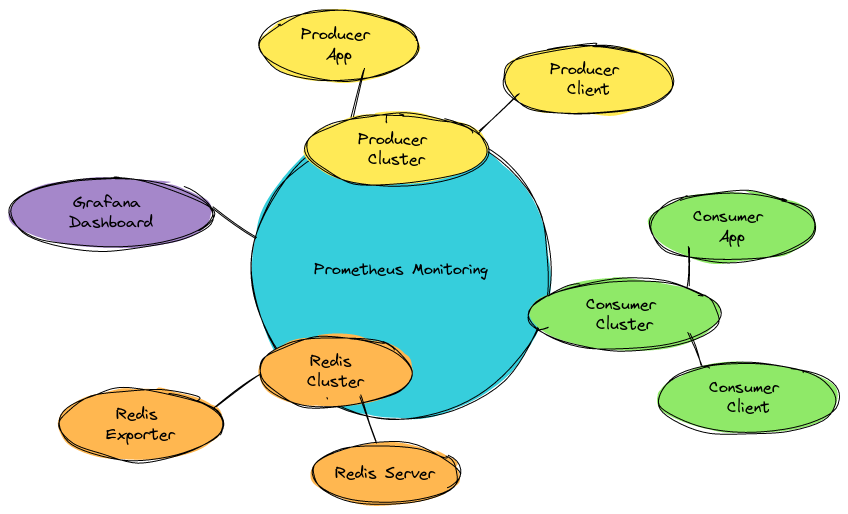 Producer
App
Producer
Client
Producer
Cluster
Grafana
Dashboard
Consumer
App
Prometheus Monitoring
Consumer
Cluster
Redis
Cluster
Consumer
Client
Redis
Exporter
Redis Server